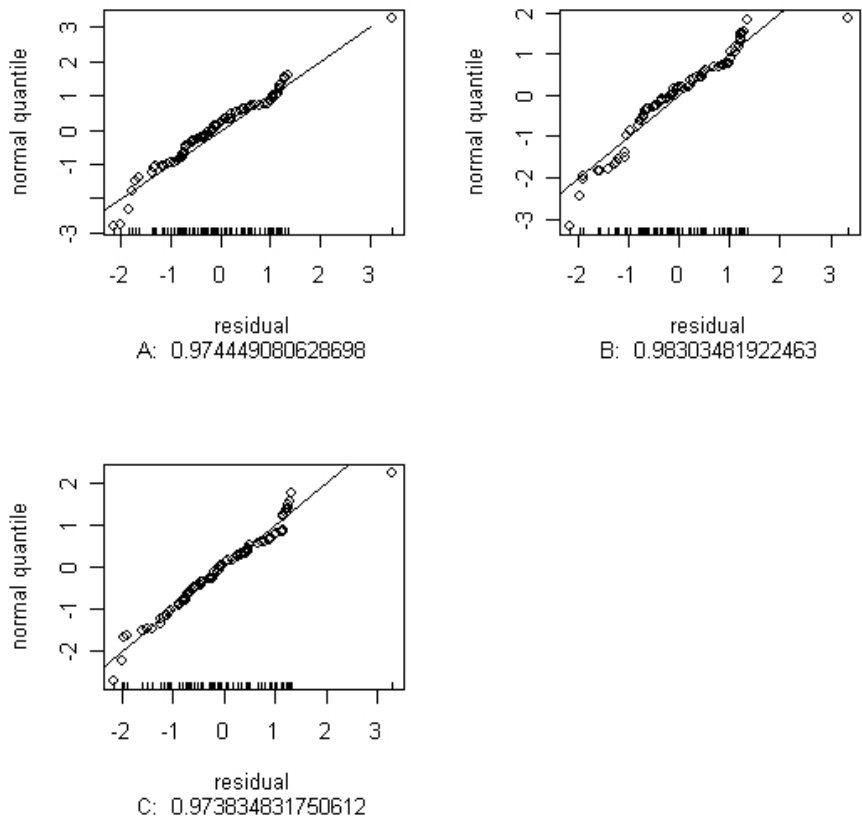 normal quantile
3
2
1
0
-1
-3
-2 -1 0 1 2 3
residual
A: 0.974449080628698
normal quantile
2
1
0
-1
-2
-3
-2 -1 0 1 2 3
residual
B: 0.98303481922463
normal quantile
2
1
0
-1
-2
-2 -1 0 1 2 3
residual
C: 0.973834831750612